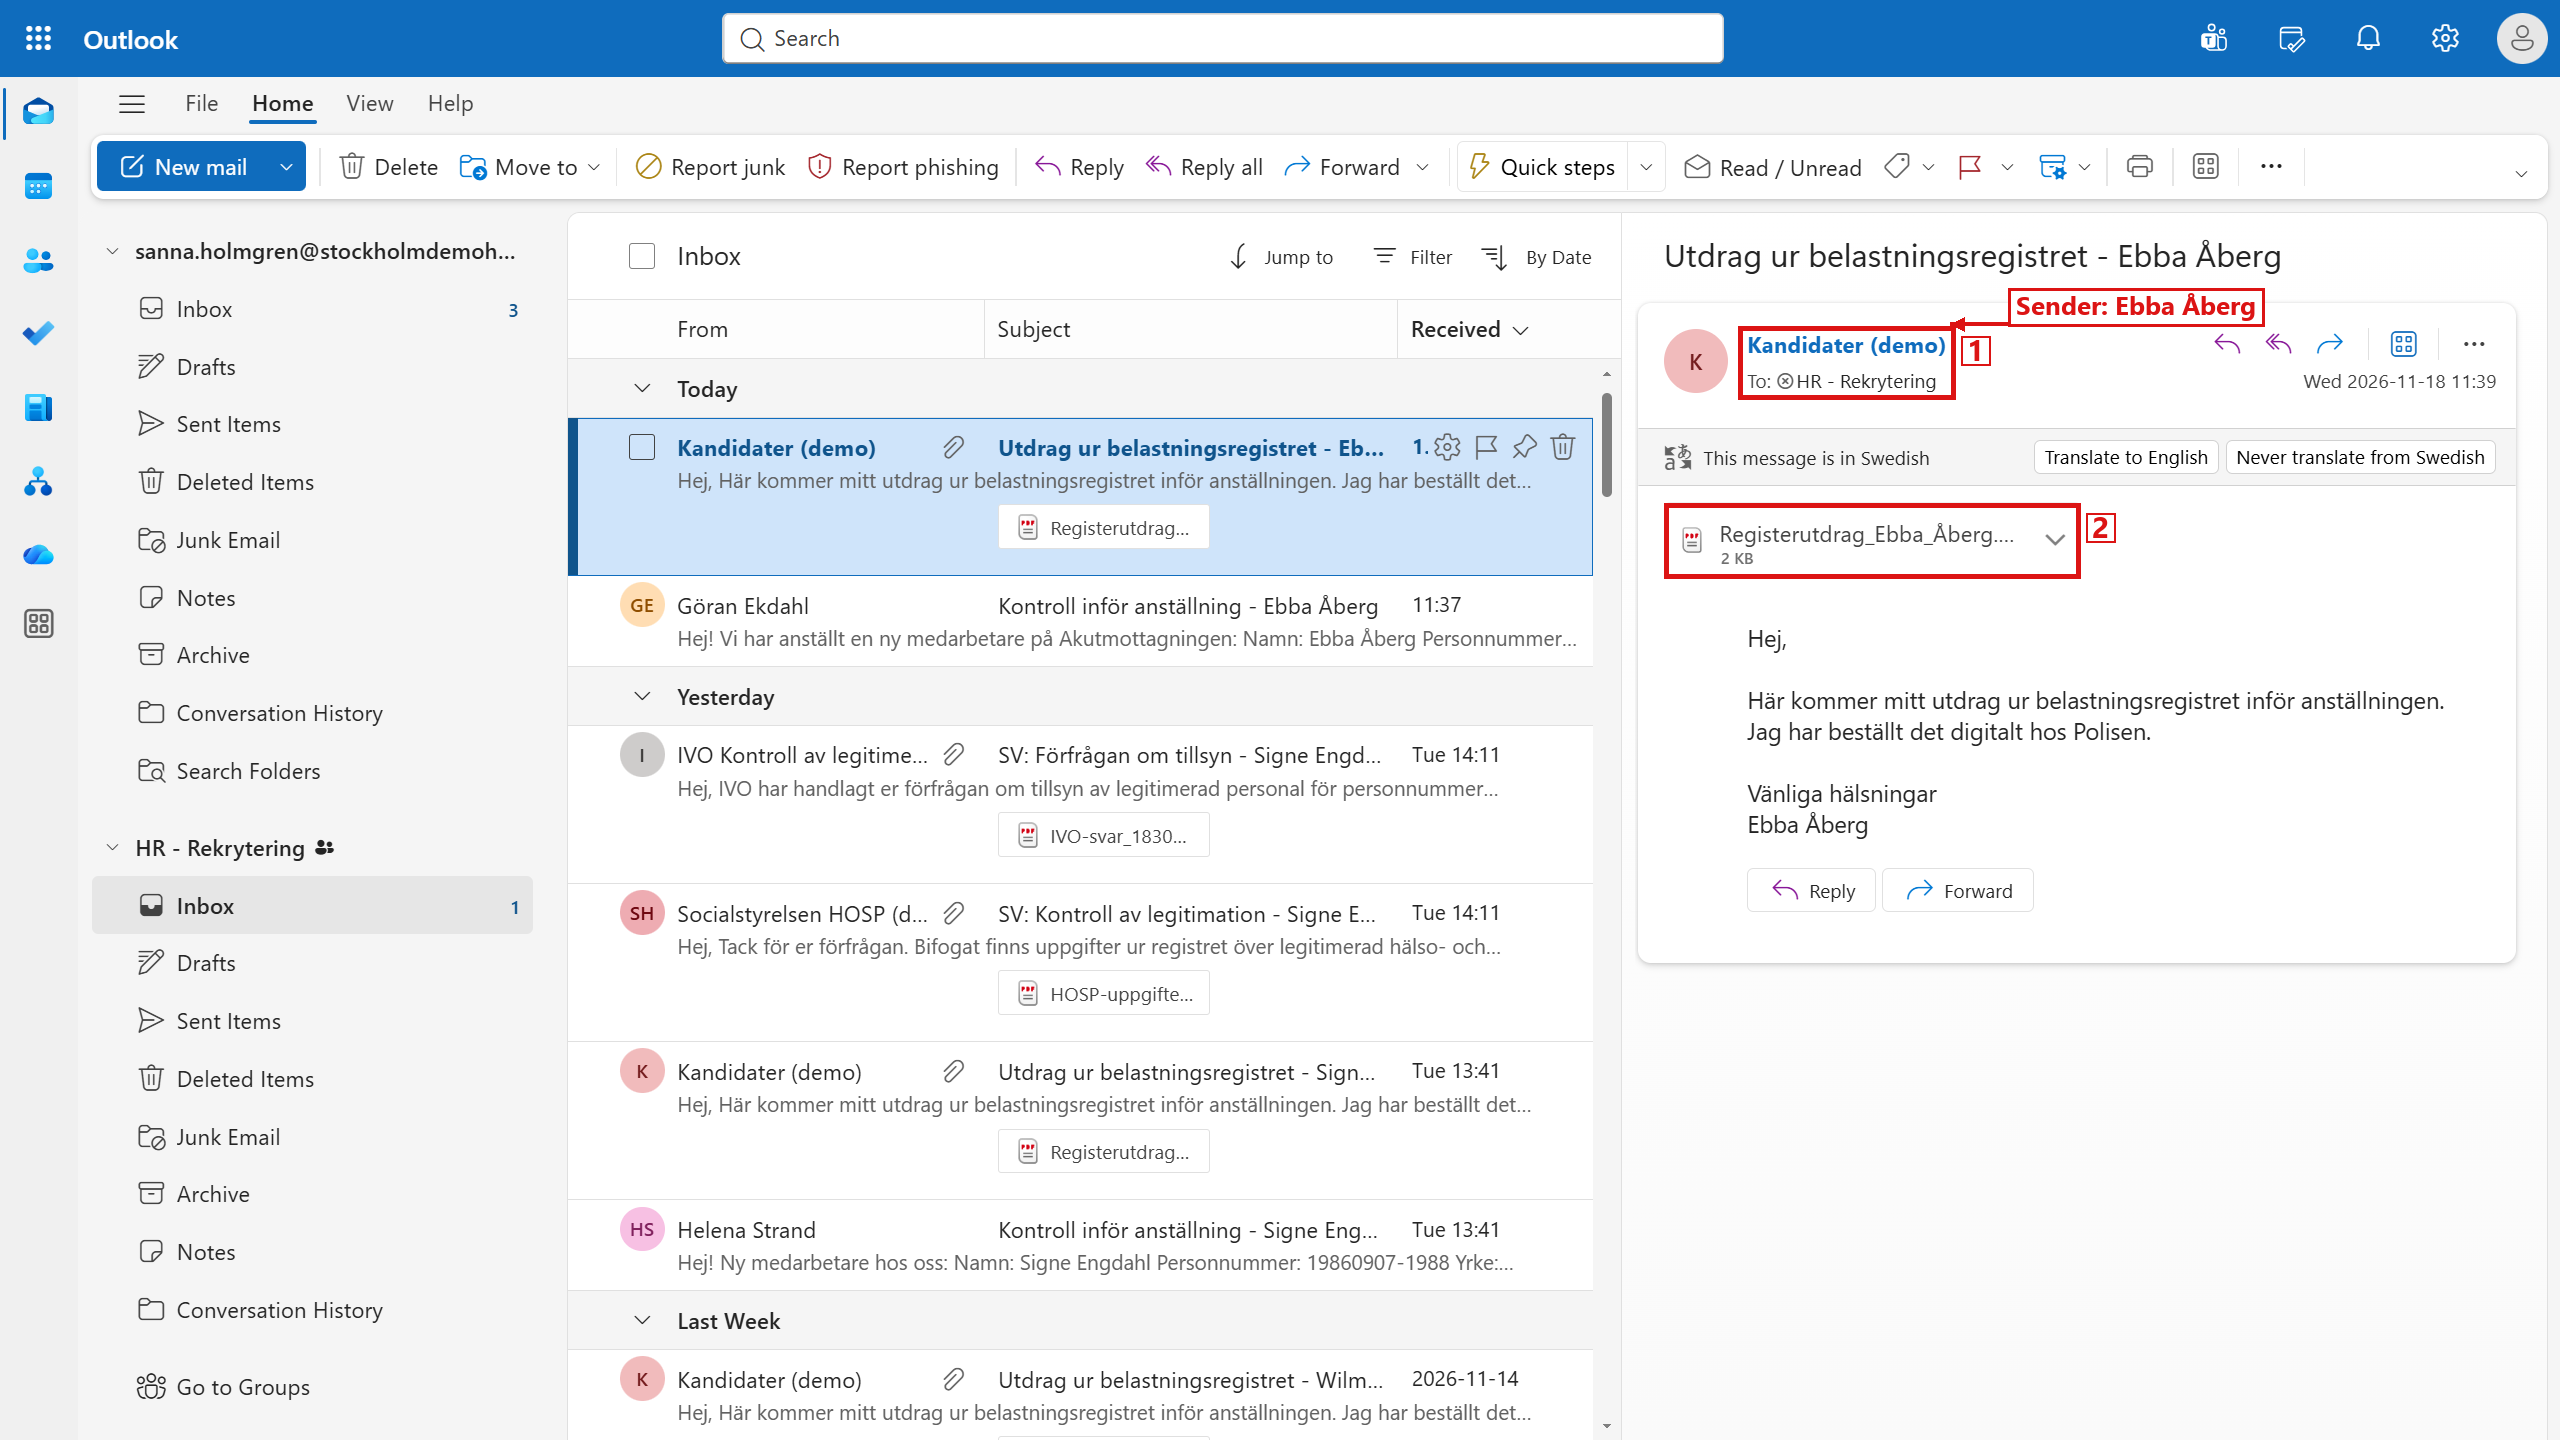 Outlook
Search
File Home View Help
New mail Delete Move to Report junk Report phishing Reply Reply all Forward Quick steps Read / Unread
sanna.holmgren@stockholmdemoh...
Inbox 3
Drafts
Sent Items
Deleted Items
Junk Email
Notes
Archive
Conversation History
Search Folders
HR - Rekrytering
Inbox 1
Drafts
Sent Items
Deleted Items
Junk Email
Archive
Notes
Conversation History
Go to Groups
Inbox Jump to Filter By Date
From Subject Received
Today
Kandidater (demo) Utdrag ur belastningsregistret - Eb... 1.
Hej, Här kommer mitt utdrag ur belastningsregistret inför anställningen. Jag har beställt det...
Registerutdrag...
GE Göran Ekdahl Kontroll inför anställning - Ebba Åberg 11:37
Hej! Vi har anställt en ny medarbetare på Akutmottagningen: Namn: Ebba Åberg Personnummer...
Yesterday
I IVO Kontroll av legitime... SV: Förfrågan om tillsyn - Signe Engd... Tue 14:11
Hej, IVO har handlagt er förfrågan om tillsyn av legitimerad personal för personnummer...
IVO-svar_1830...
SH Socialstyrelsen HOSP (d... SV: Kontroll av legitimation - Signe E... Tue 14:11
Hej, Tack för er förfrågan. Bifogat finns uppgifter ur registret över legitimerad hälso- och...
HOSP-uppgifte...
K Kandidater (demo) Utdrag ur belastningsregistret - Sign... Tue 13:41
Hej, Här kommer mitt utdrag ur belastningsregistret inför anställningen. Jag har beställt det...
Registerutdrag...
HS Helena Strand Kontroll inför anställning - Signe Eng... Tue 13:41
Hej! Ny medarbetare hos oss: Namn: Signe Engdahl Personnummer: 19860907-1988 Yrke:...
Last Week
K Kandidater (demo) Utdrag ur belastningsregistret - Wilm... 2026-11-14
Hej, Här kommer mitt utdrag ur belastningsregistret inför anställningen. Jag har beställt det...
Utdrag ur belastningsregistret - Ebba Åberg
Sender: Ebba Åberg
K Kandidater (demo) 1
To: HR - Rekrytering Wed 2026-11-18 11:39
This message is in Swedish Translate to English Never translate from Swedish
Registerutdrag_Ebba_Åberg.... 2
2 KB
Hej,
Här kommer mitt utdrag ur belastningsregistret inför anställningen.
Jag har beställt det digitalt hos Polisen.
Vänliga hälsningar
Ebba Åberg
Reply Forward